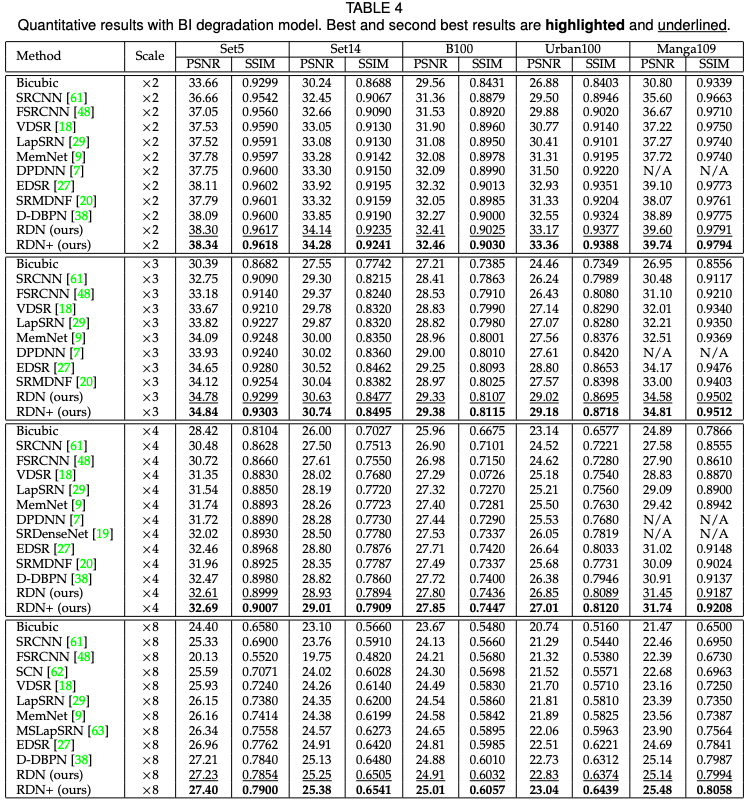 TABLE 4
Quantitative results with BI degradation model. Best and second best results are highlighted and underlined.
Method Scale Set5 Set14 B100 Urban100 Manga109
PSNR SSIM PSNR SSIM PSNR SSIM PSNR SSIM PSNR SSIM
Bicubic ×2 33.66 0.9299 30.24 0.8688 29.56 0.8431 26.88 0.8403 30.80 0.9339
SRCNN [61] ×2 36.66 0.9542 32.45 0.9067 31.36 0.8879 29.50 0.8946 35.60 0.9663
FSRCNN [48] ×2 37.05 0.9560 32.66 0.9090 31.53 0.8920 29.88 0.9020 36.67 0.9710
VDSR [18] ×2 37.53 0.9590 33.05 0.9130 31.90 0.8960 30.77 0.9140 37.22 0.9750
LapSRN [29] ×2 37.52 0.9591 33.08 0.9130 31.08 0.8950 30.41 0.9101 37.27 0.9740
MemNet [9] ×2 37.78 0.9597 33.28 0.9142 32.08 0.8978 31.31 0.9195 37.72 0.9740
DPDNN [7] ×2 37.75 0.9600 33.30 0.9150 32.09 0.8990 31.50 0.9220 N/A N/A
EDSR [27] ×2 38.11 0.9602 33.92 0.9195 32.32 0.9013 32.93 0.9351 39.10 0.9773
SRMDNF [20] ×2 37.79 0.9601 33.32 0.9159 32.05 0.8985 31.33 0.9204 38.07 0.9761
D-DBPN [38] ×2 38.09 0.9600 33.85 0.9190 32.27 0.9000 32.55 0.9324 38.89 0.9775
RDN (ours) ×2 38.30 0.9617 34.14 0.9235 32.41 0.9025 33.17 0.9377 39.60 0.9791
RDN+ (ours) ×2 38.34 0.9618 34.28 0.9241 32.46 0.9030 33.36 0.9388 39.74 0.9794
Bicubic ×3 30.39 0.8682 27.55 0.7742 27.21 0.7385 24.46 0.7349 26.95 0.8556
SRCNN [61] ×3 32.75 0.9090 29.30 0.8215 28.41 0.7863 26.24 0.7989 30.48 0.9117
FSRCNN [48] ×3 33.18 0.9140 29.37 0.8240 28.53 0.7910 26.43 0.8080 31.10 0.9210
VDSR [18] ×3 33.67 0.9210 29.78 0.8320 28.83 0.7990 27.14 0.8290 32.01 0.9340
LapSRN [29] ×3 33.82 0.9227 29.87 0.8320 28.82 0.7980 27.07 0.8280 32.21 0.9350
MemNet [9] ×3 34.09 0.9248 30.00 0.8350 28.96 0.8001 27.56 0.8376 32.51 0.9369
DPDNN [7] ×3 33.93 0.9240 30.02 0.8360 29.00 0.8010 27.61 0.8420 N/A N/A
EDSR [27] ×3 34.65 0.9280 30.52 0.8462 29.25 0.8093 28.80 0.8653 34.17 0.9476
SRMDNF [20] ×3 34.12 0.9254 30.04 0.8382 28.97 0.8025 27.57 0.8398 33.00 0.9403
RDN (ours) ×3 34.78 0.9299 30.63 0.8477 29.33 0.8107 29.02 0.8695 34.58 0.9502
RDN+ (ours) ×3 34.84 0.9303 30.74 0.8495 29.38 0.8115 29.18 0.8718 34.81 0.9512
Bicubic ×4 28.42 0.8104 26.00 0.7027 25.96 0.6675 23.14 0.6577 24.89 0.7866
SRCNN [61] ×4 30.48 0.8628 27.50 0.7513 26.90 0.7101 24.52 0.7221 27.58 0.8555
FSRCNN [48] ×4 30.72 0.8660 27.61 0.7550 26.98 0.7150 24.62 0.7280 27.90 0.8610
VDSR [18] ×4 31.35 0.8830 28.02 0.7680 27.29 0.0726 25.18 0.7540 28.83 0.8870
LapSRN [29] ×4 31.54 0.8850 28.19 0.7720 27.32 0.7270 25.21 0.7560 29.09 0.8900
MemNet [9] ×4 31.74 0.8893 28.26 0.7723 27.40 0.7281 25.50 0.7630 29.42 0.8942
DPDNN [7] ×4 31.72 0.8890 28.28 0.7730 27.44 0.7290 25.53 0.7680 N/A N/A
SRDenseNet [19] ×4 32.02 0.8930 28.50 0.7780 27.53 0.7337 26.05 0.7819 N/A N/A
EDSR [27] ×4 32.46 0.8968 28.80 0.7876 27.71 0.7420 26.64 0.8033 31.02 0.9148
SRMDNF [20] ×4 31.96 0.8925 28.35 0.7787 27.49 0.7337 25.68 0.7731 30.09 0.9024
D-DBPN [38] ×4 32.47 0.8980 28.82 0.7860 27.72 0.7400 26.38 0.7946 30.91 0.9137
RDN (ours) ×4 32.61 0.8999 28.93 0.7894 27.80 0.7436 26.85 0.8089 31.45 0.9187
RDN+ (ours) ×4 32.69 0.9007 29.01 0.7909 27.85 0.7447 27.01 0.8120 31.74 0.9208
Bicubic ×8 24.40 0.6580 23.10 0.5660 23.67 0.5480 20.74 0.5160 21.47 0.6500
SRCNN [61] ×8 25.33 0.6900 23.76 0.5910 24.13 0.5660 21.29 0.5440 22.46 0.6950
FSRCNN [48] ×8 20.13 0.5520 19.75 0.4820 24.21 0.5680 21.32 0.5380 22.39 0.6730
SCN [62] ×8 25.59 0.7071 24.02 0.6028 24.30 0.5698 21.52 0.5571 22.68 0.6963
VDSR [18] ×8 25.93 0.7240 24.26 0.6140 24.49 0.5830 21.70 0.5710 23.16 0.7250
LapSRN [29] ×8 26.15 0.7380 24.35 0.6200 24.54 0.5860 21.81 0.5810 23.39 0.7350
MemNet [9] ×8 26.16 0.7414 24.38 0.6199 24.58 0.5842 21.89 0.5825 23.56 0.7387
MSLapSRN [63] ×8 26.34 0.7558 24.57 0.6273 24.65 0.5895 22.06 0.5963 23.90 0.7564
EDSR [27] ×8 26.96 0.7762 24.91 0.6420 24.81 0.5985 22.51 0.6221 24.69 0.7841
D-DBPN [38] ×8 27.21 0.7840 25.13 0.6480 24.88 0.6010 22.73 0.6312 25.14 0.7987
RDN (ours) ×8 27.23 0.7854 25.25 0.6505 24.91 0.6032 22.83 0.6374 25.14 0.7994
RDN+ (ours) ×8 27.40 0.7900 25.38 0.6541 25.01 0.6057 23.04 0.6439 25.48 0.8058